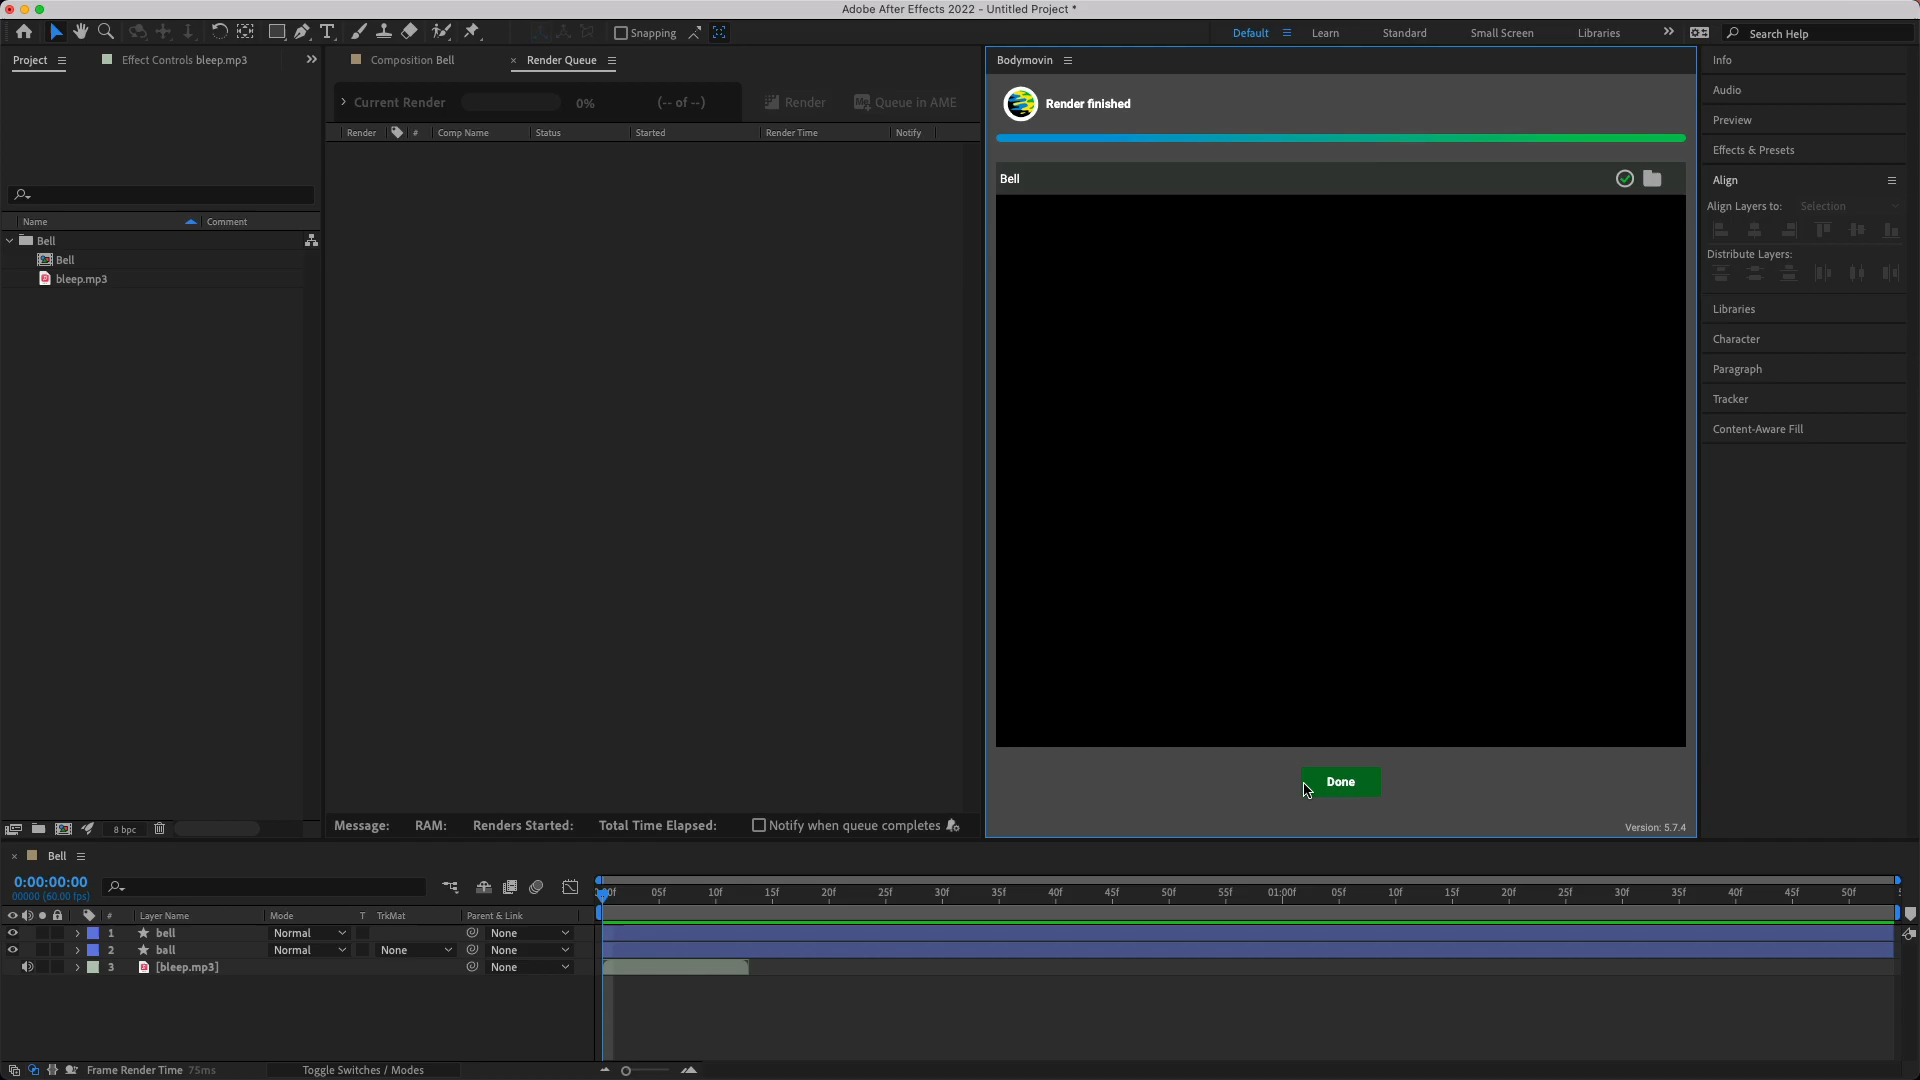 Adobe After Effects 2022 - Untitled Project *
Snapping
Default
Learn
Standard
Small Screen
Libraries
Search Help
Project
Effect Controls bleep.mp3
Composition Bell
Render Queue
Bodymovin
Info
Current Render
0%
(-- of --)
Render
Queue in AME
Render finished
Audio
Preview
Render
#
Comp Name
Status
Started
Render Time
Notify
Effects & Presets
Bell
Align
Align Layers to:
Selection
Name
Comment
Bell
Bell
bleep.mp3
Distribute Layers:
Libraries
Character
Paragraph
Tracker
Content-Aware Fill
Done
8 bpc
Message:
RAM:
Renders Started:
Total Time Elapsed:
Notify when queue completes
Version: 5.7.4
Bell
0:00:00:00
00000 (60.00 fps)
05f
10f
15f
20f
25f
30f
35f
40f
45f
50f
55f
01:00f
05f
10f
15f
20f
25f
30f
35f
40f
45f
50f
#
Layer Name
Mode
T
TrkMat
Parent & Link
1
bell
Normal
None
2
ball
Normal
None
None
3
[bleep.mp3]
None
Frame Render Time 75ms
Toggle Switches / Modes